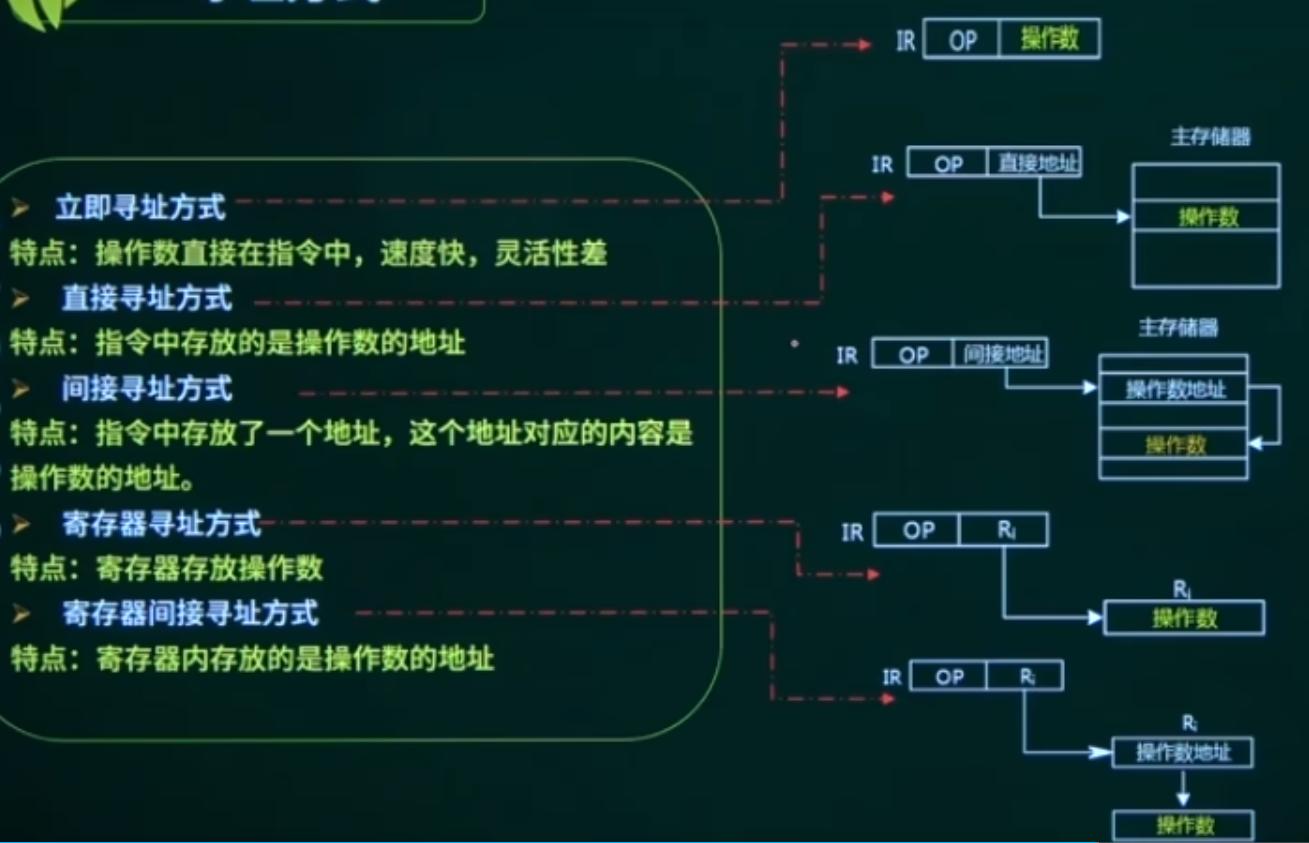 IR OP 操作数
主存储器
IR OP 直接地址
操作数
➢ 立即寻址方式
特点：操作数直接在指令中，速度快，灵活性差
➢ 直接寻址方式
特点：指令中存放的是操作数的地址
➢ 间接寻址方式
特点：指令中存放了一个地址，这个地址对应的内容是
操作数的地址。
➢ 寄存器寻址方式
特点：寄存器存放操作数
➢ 寄存器间接寻址方式
特点：寄存器内存放的是操作数的地址
主存储器
IR OP 间接地址
操作数地址
操作数
IR OP Ri
Ri
操作数
IR OP Ri
Ri
操作数地址
操作数